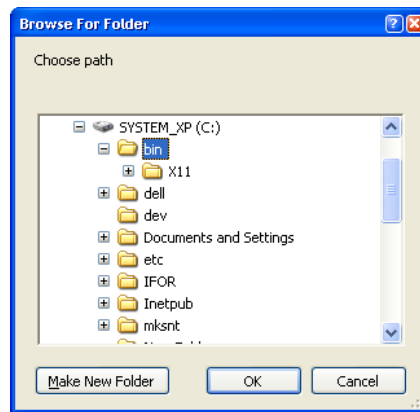 Browse For Folder
Choose path
SYSTEM_XP (C:)
bin
X11
dell
dev
Documents and Settings
etc
IFOR
Inetpub
mksnt
Make New Folder
OK
Cancel